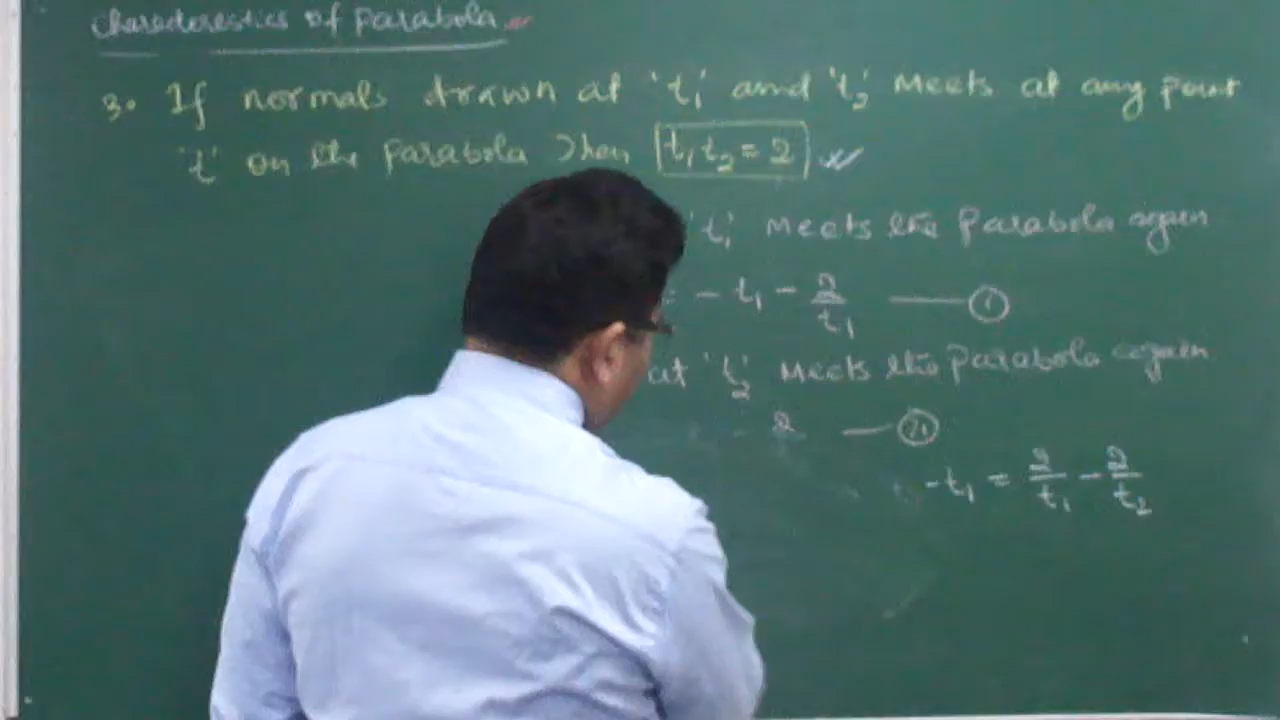 Characterestics of Parabola
3. If normals drawn at 't₁' and 't₂' Meets at any point
't' on the Parabola Then t₁t₂ = 2
't₁' Meets the Parabola again
= - t₁ - 2/t₁ ——— ①
at 't₂' Meets the Parabola again
- 2 —— ②
-t₁ = 2/t₁ - 2/t₂